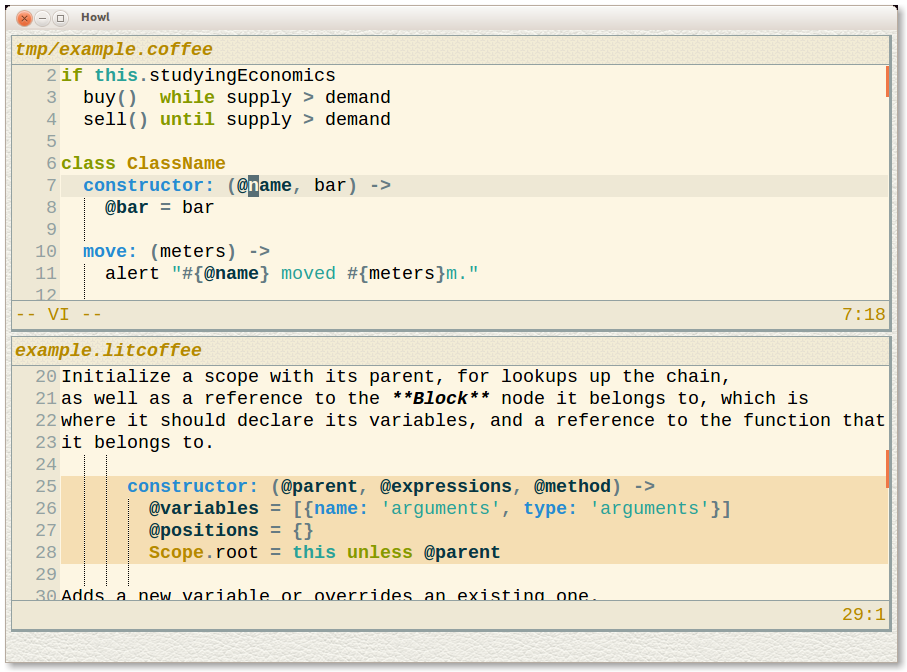 Howl
tmp/example.coffee
2 if this.studyingEconomics
3   buy()  while supply > demand
4   sell() until supply > demand
5
6 class ClassName
7   constructor: (@name, bar) ->
8     @bar = bar
9
10   move: (meters) ->
11     alert "#{@name} moved #{meters}m."
12
-- VI -- 7:18
example.litcoffee
20 Initialize a scope with its parent, for lookups up the chain,
21 as well as a reference to the **Block** node it belongs to, which is
22 where it should declare its variables, and a reference to the function that
23 it belongs to.
24
25       constructor: (@parent, @expressions, @method) ->
26         @variables = [{name: 'arguments', type: 'arguments'}]
27         @positions = {}
28         Scope.root = this unless @parent
29
30 Adds a new variable or overrides an existing one.
29:1